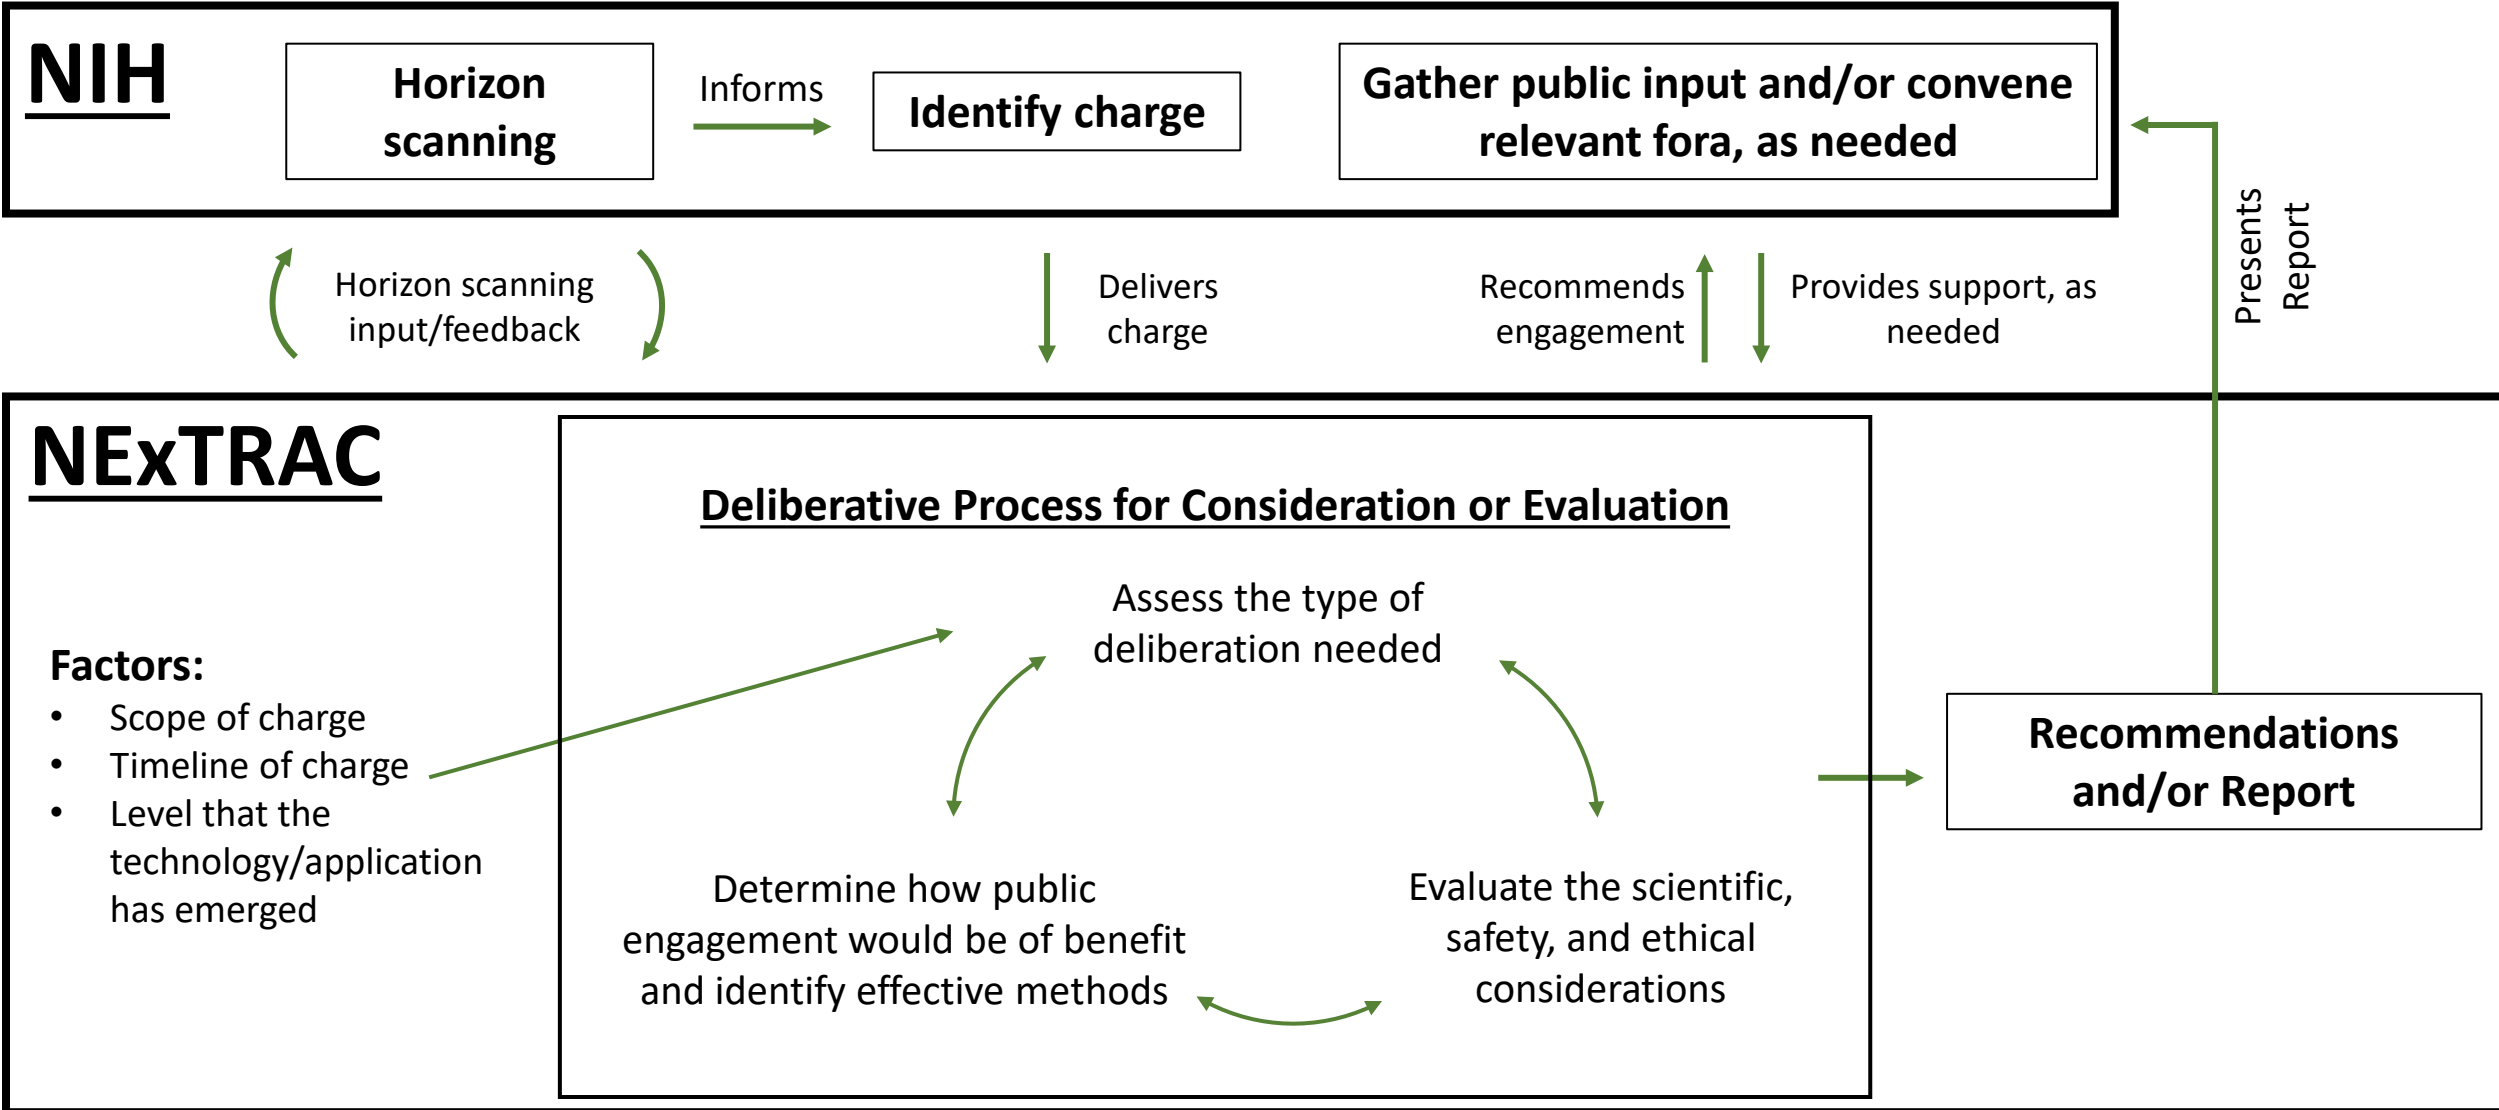 NIH
Horizon
scanning
Informs
Identify charge
Gather public input and/or convene
relevant fora, as needed
Horizon scanning
input/feedback
Delivers
charge
Recommends
engagement
Provides support, as
needed
Presents
Report
NExTRAC
Deliberative Process for Consideration or Evaluation
Factors:
• Scope of charge
• Timeline of charge
• Level that the
technology/application
has emerged
Assess the type of
deliberation needed
Determine how public
engagement would be of benefit
and identify effective methods
Evaluate the scientific,
safety, and ethical
considerations
Recommendations
and/or Report